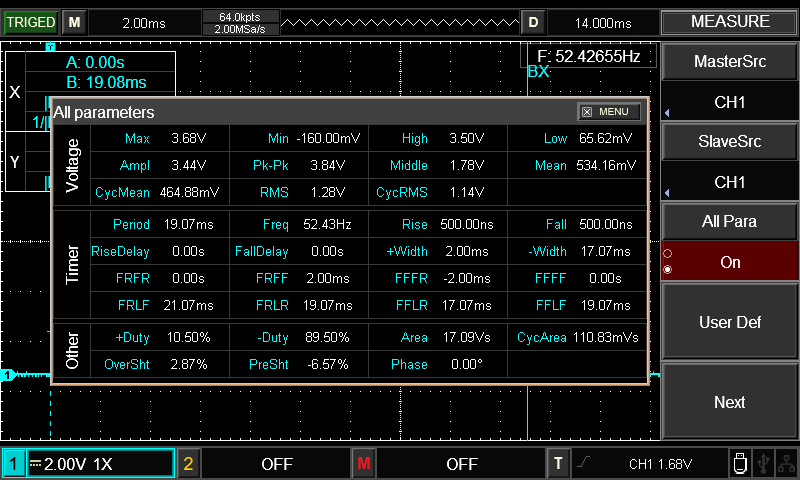 TRIGED M 2.00ms 64.0kpts 2.00MSa/s D 14.000ms MEASURE
T
F: 52.42655Hz
X A: 0.00s
B: 19.08ms
BX
1/|
Y
All parameters MENU
Voltage
Max 3.68V Min -160.00mV High 3.50V Low 65.62mV
Ampl 3.44V Pk-Pk 3.84V Middle 1.78V Mean 534.16mV
CycMean 464.88mV RMS 1.28V CycRMS 1.14V
Timer
Period 19.07ms Freq 52.43Hz Rise 500.00ns Fall 500.00ns
RiseDelay 0.00s FallDelay 0.00s +Width 2.00ms -Width 17.07ms
FRFR 0.00s FRFF 2.00ms FFFR -2.00ms FFFF 0.00s
FRLF 21.07ms FRLR 19.07ms FFLR 17.07ms FFLF 19.07ms
Other
+Duty 10.50% -Duty 89.50% Area 17.09Vs CycArea 110.83mVs
OverSht 2.87% PreSht -6.57% Phase 0.00°
MasterSrc
CH1
SlaveSrc
CH1
All Para
On
User Def
Next
1
1 2.00V 1X 2 OFF M OFF T CH1 1.68V